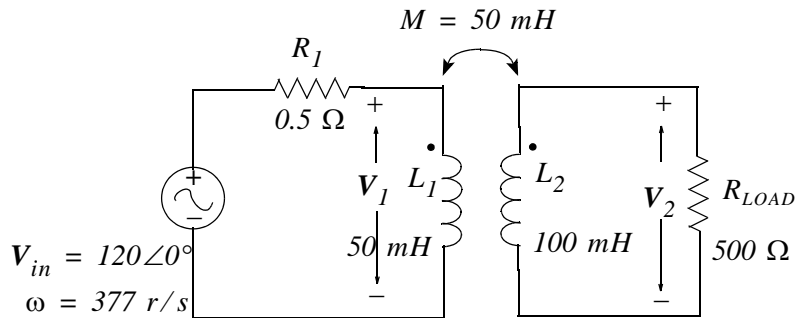 M = 50 mH
R1
0.5 Ω
+
+
+
−
V1
L1
50 mH
L2
100 mH
V2
RLOAD
500 Ω
Vin = 120∠0°
ω = 377 r/s
−
−